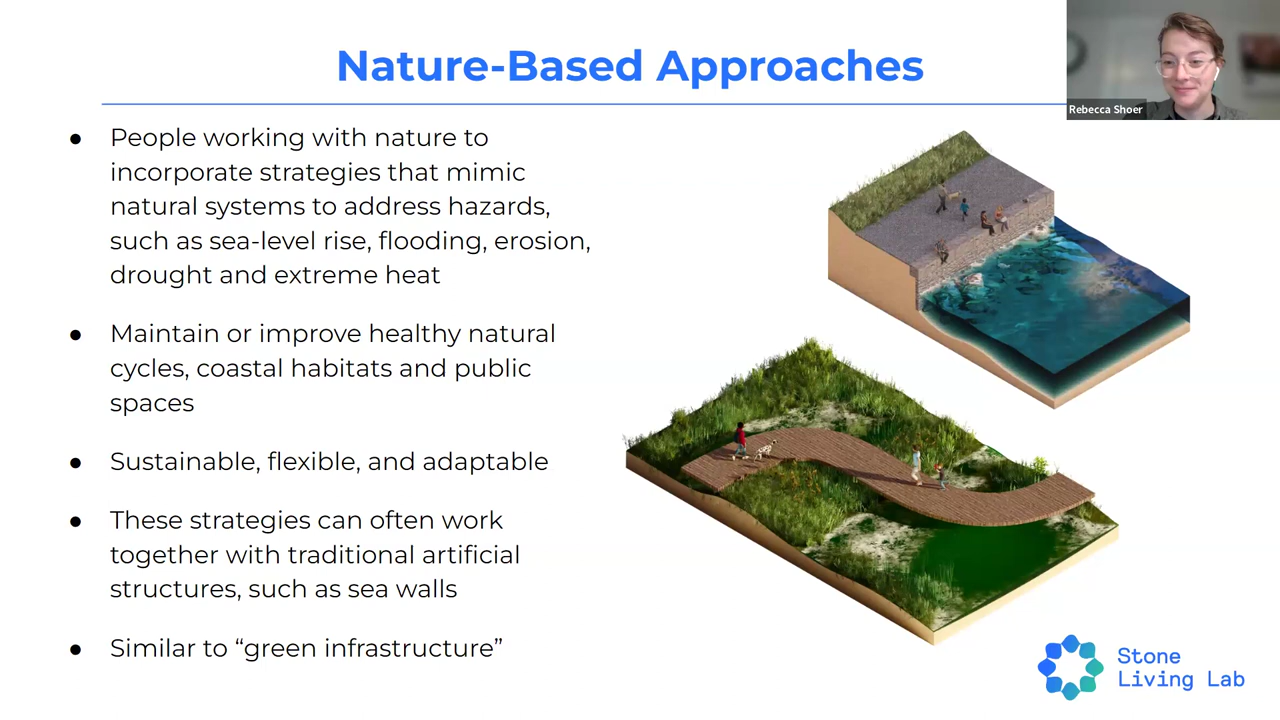 Nature-Based Approaches
Rebecca Shoer
● People working with nature to
incorporate strategies that mimic
natural systems to address hazards,
such as sea-level rise, flooding, erosion,
drought and extreme heat
● Maintain or improve healthy natural
cycles, coastal habitats and public
spaces
● Sustainable, flexible, and adaptable
● These strategies can often work
together with traditional artificial
structures, such as sea walls
● Similar to “green infrastructure”
Stone
Living Lab